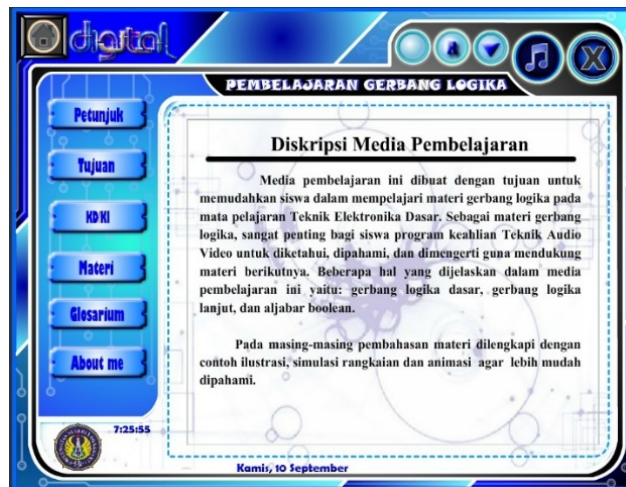 digital
A
X
PEMBELAJARAN GERBANG LOGIKA
Petunjuk
Tujuan
KD/KI
Materi
Glosarium
About me
Diskripsi Media Pembelajaran
Media pembelajaran ini dibuat dengan tujuan untuk
memudahkan siswa dalam mempelajari materi gerbang logika pada
mata pelajaran Teknik Elektronika Dasar. Sebagai materi gerbang
logika, sangat penting bagi siswa program keahlian Teknik Audio
Video untuk diketahui, dipahami, dan dimengerti guna mendukung
materi berikutnya. Beberapa hal yang dijelaskan dalam media
pembelajaran ini yaitu: gerbang logika dasar, gerbang logika
lanjut, dan aljabar boolean.
Pada masing-masing pembahasan materi dilengkapi dengan
contoh ilustrasi, simulasi rangkaian dan animasi agar lebih mudah
dipahami.
7:25:55
Kamis, 10 September